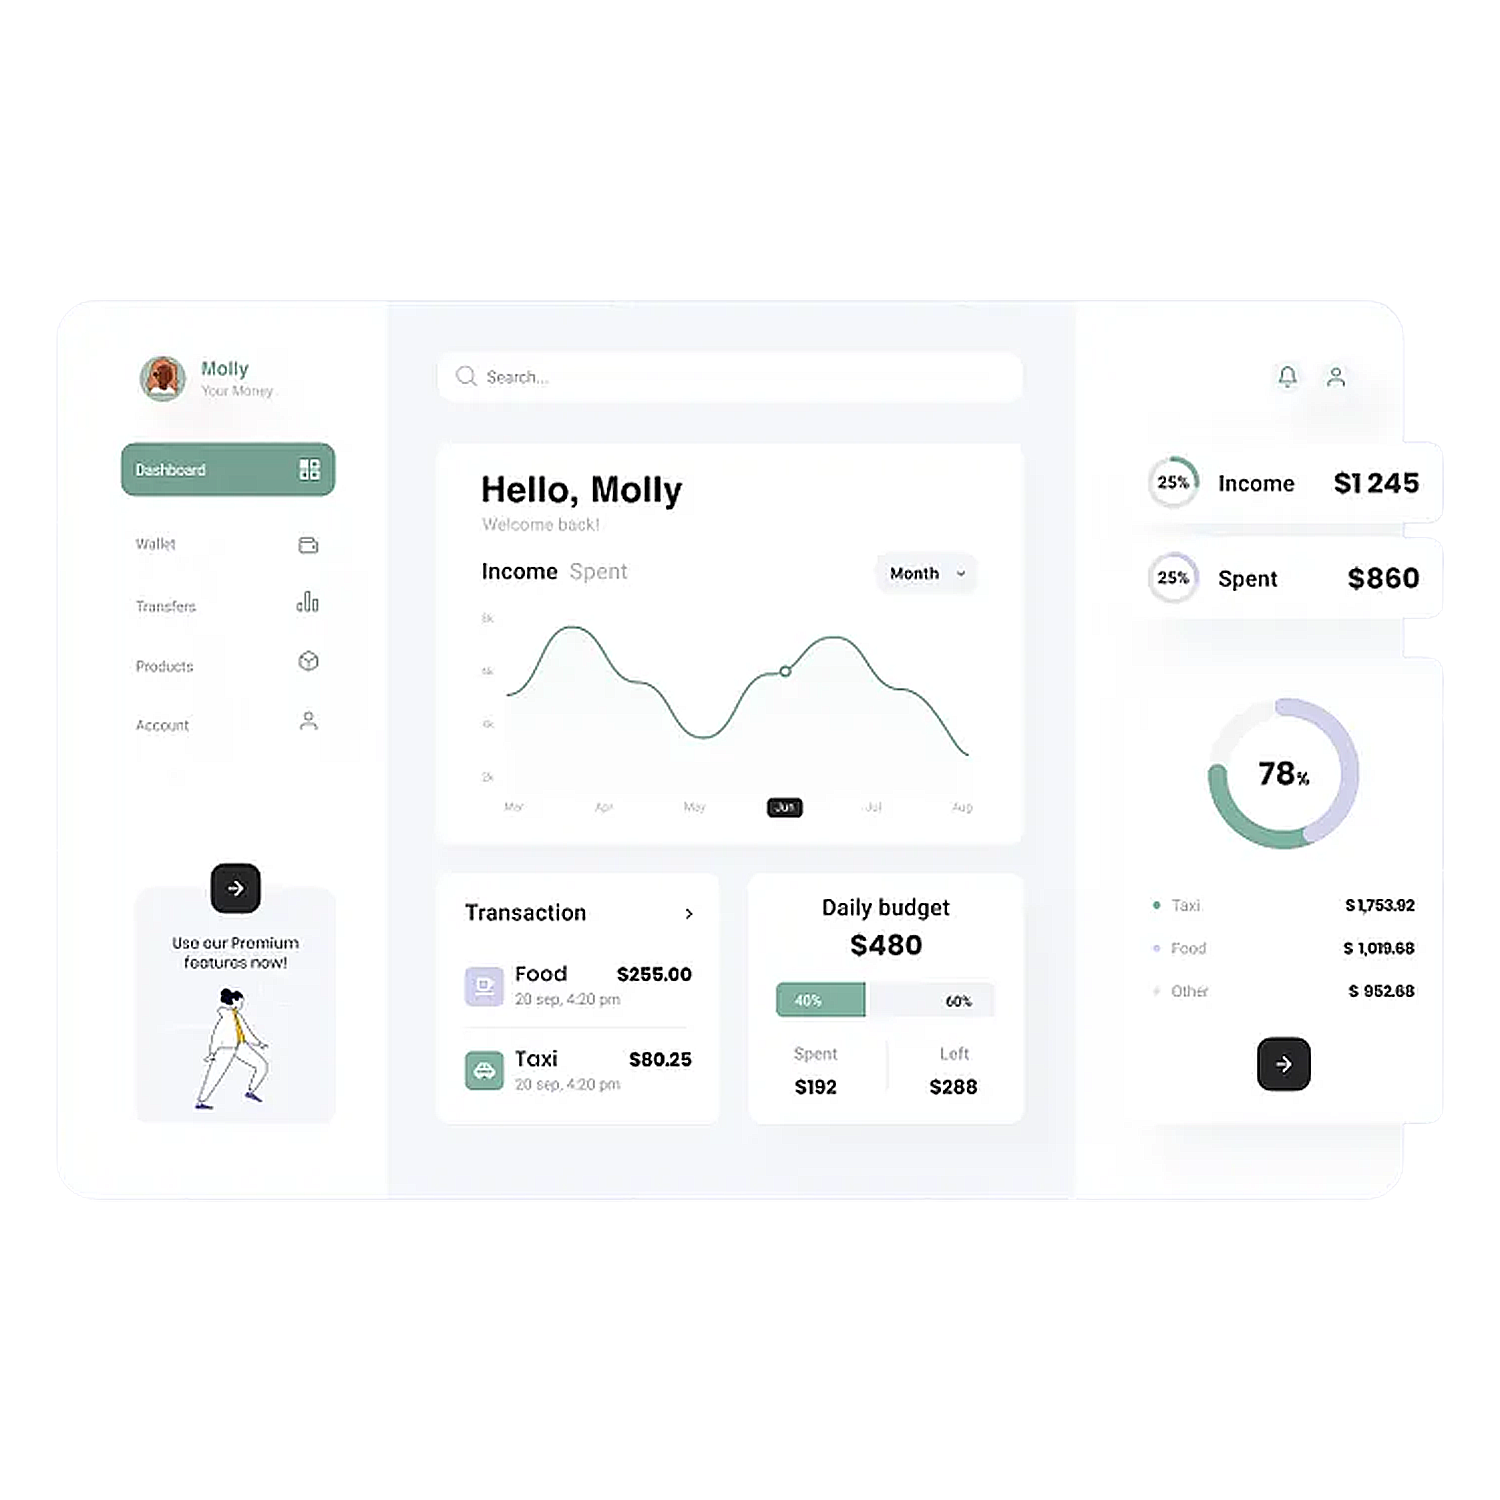 Molly
Your Money
Dashboard
Wallet
Transfers
Products
Account
Use our Premium
features now!
Search...
Hello, Molly
Welcome back!
Income Spent
Month
8k
6k
4k
2k
Mar Apr May Jun Jul Aug
Transaction
Food $255.00
20 sep, 4:20 pm
Taxi $80.25
20 sep, 4:20 pm
Daily budget
$480
40% 60%
Spent Left
$192 $288
25% Income $1 245
25% Spent $860
78%
Taxi $1,753.92
Food $ 1,019.68
Other $ 952.68